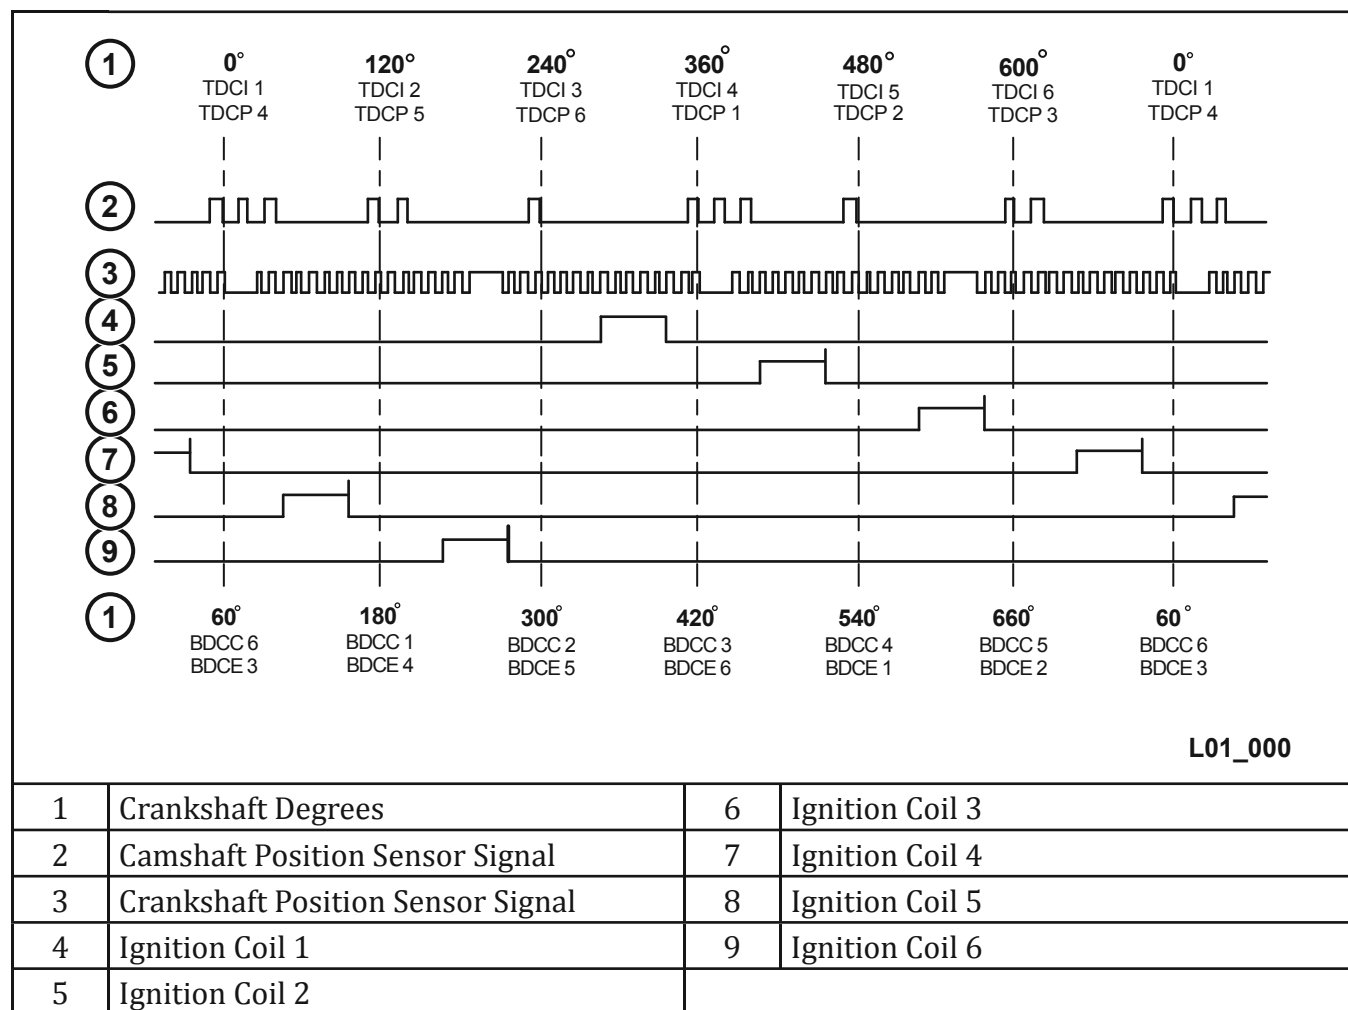 1 0° 120° 240° 360° 480° 600° 0°
TDCI 1 TDCI 2 TDCI 3 TDCI 4 TDCI 5 TDCI 6 TDCI 1
TDCP 4 TDCP 5 TDCP 6 TDCP 1 TDCP 2 TDCP 3 TDCP 4
2
3
4
5
6
7
8
9
1 60° 180° 300° 420° 540° 660° 60°
BDCC 6 BDCC 1 BDCC 2 BDCC 3 BDCC 4 BDCC 5 BDCC 6
BDCE 3 BDCE 4 BDCE 5 BDCE 6 BDCE 1 BDCE 2 BDCE 3
L01_000
1 Crankshaft Degrees 6 Ignition Coil 3
2 Camshaft Position Sensor Signal 7 Ignition Coil 4
3 Crankshaft Position Sensor Signal 8 Ignition Coil 5
4 Ignition Coil 1 9 Ignition Coil 6
5 Ignition Coil 2